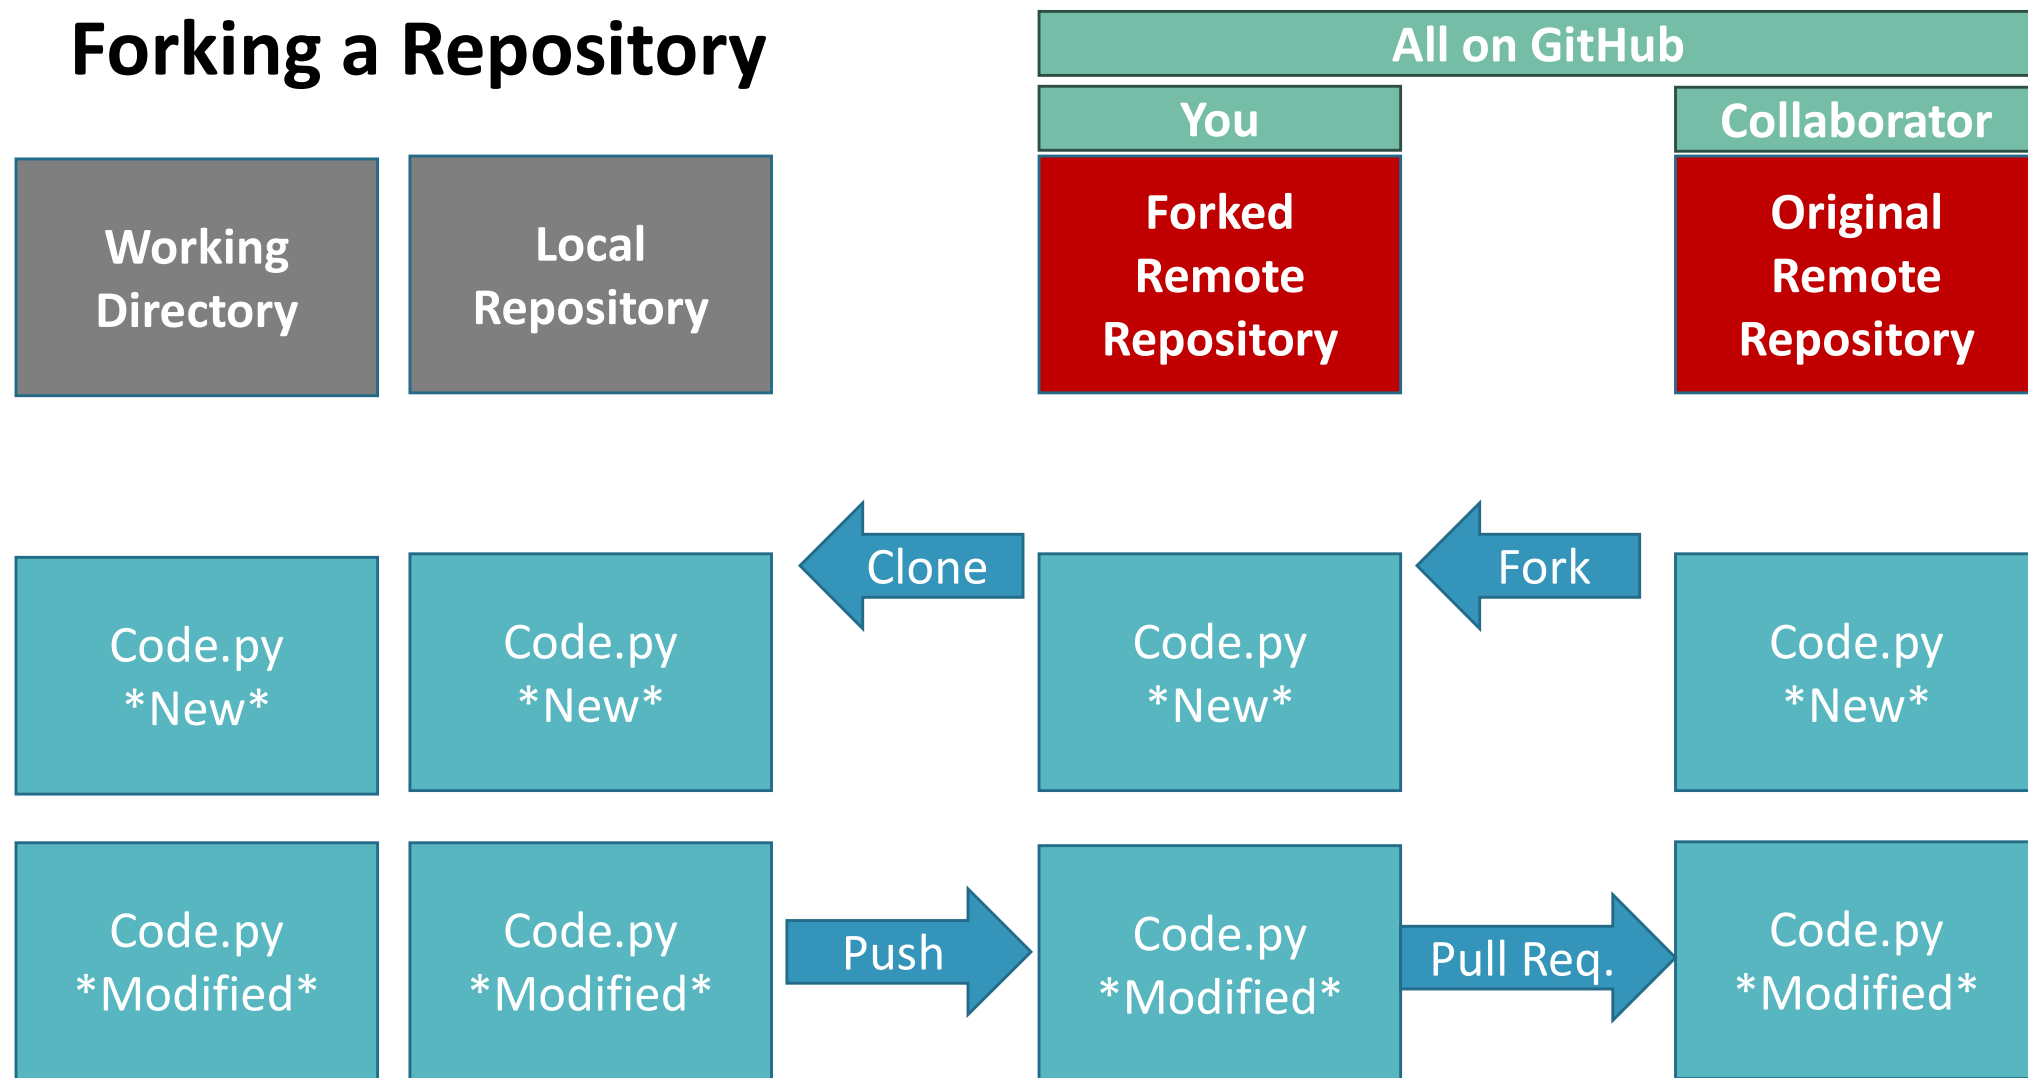 Forking a Repository
All on GitHub
You
Collaborator
Working
Directory
Local
Repository
Forked
Remote
Repository
Original
Remote
Repository
Clone
Fork
Code.py
*New*
Code.py
*New*
Code.py
*New*
Code.py
*New*
Code.py
*Modified*
Code.py
*Modified*
Push
Code.py
*Modified*
Pull Req.
Code.py
*Modified*